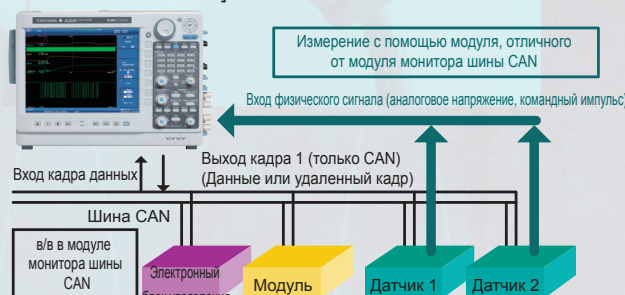 YOKOGAWA
Измерение с помощью модуля, отличного
от модуля монитора шины CAN
Вход физического сигнала (аналоговое напряжение, командный импульс)
Вход кадра данных
Выход кадра 1 (только CAN)
(Данные или удаленный кадр)
Шина CAN
в/в в модуле
монитора шины
CAN
Электронный
Модуль
Датчик 1
Датчик 2